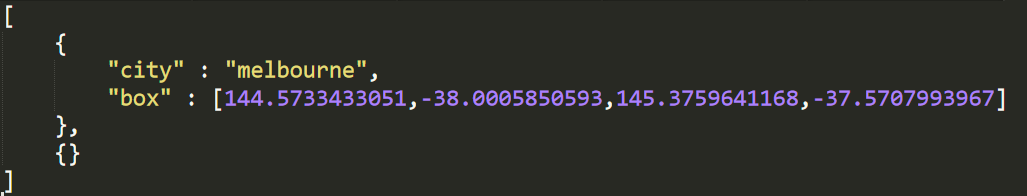 [
    {
        "city" : "melbourne",
        "box" : [144.5733433051,-38.0005850593,145.3759641168,-37.5707993967]
    },
    {}
]